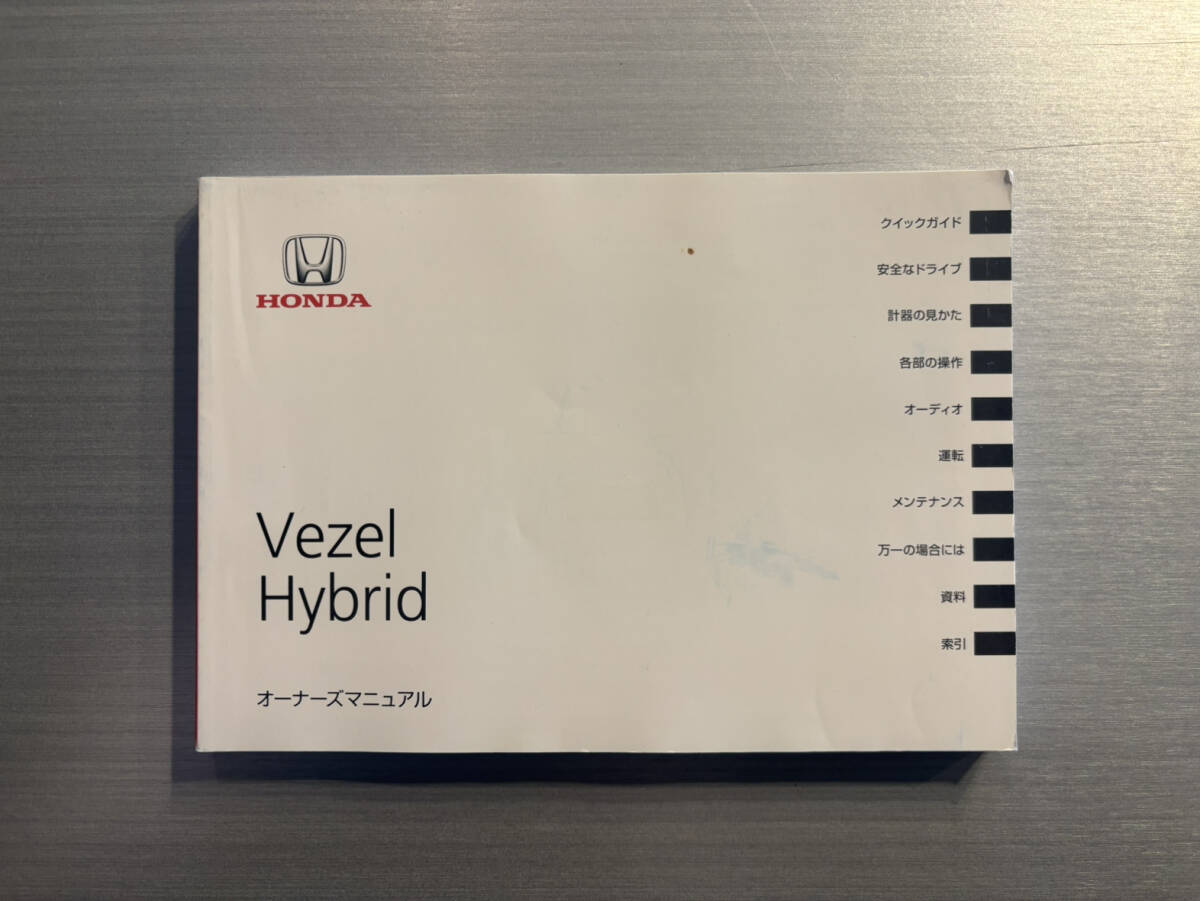 HONDA
Vezel
Hybrid
オーナーズマニュアル
クイックガイド
安全なドライブ
計器の見かた
各部の操作
オーディオ
運転
メンテナンス
万一の場合には
資料
索引